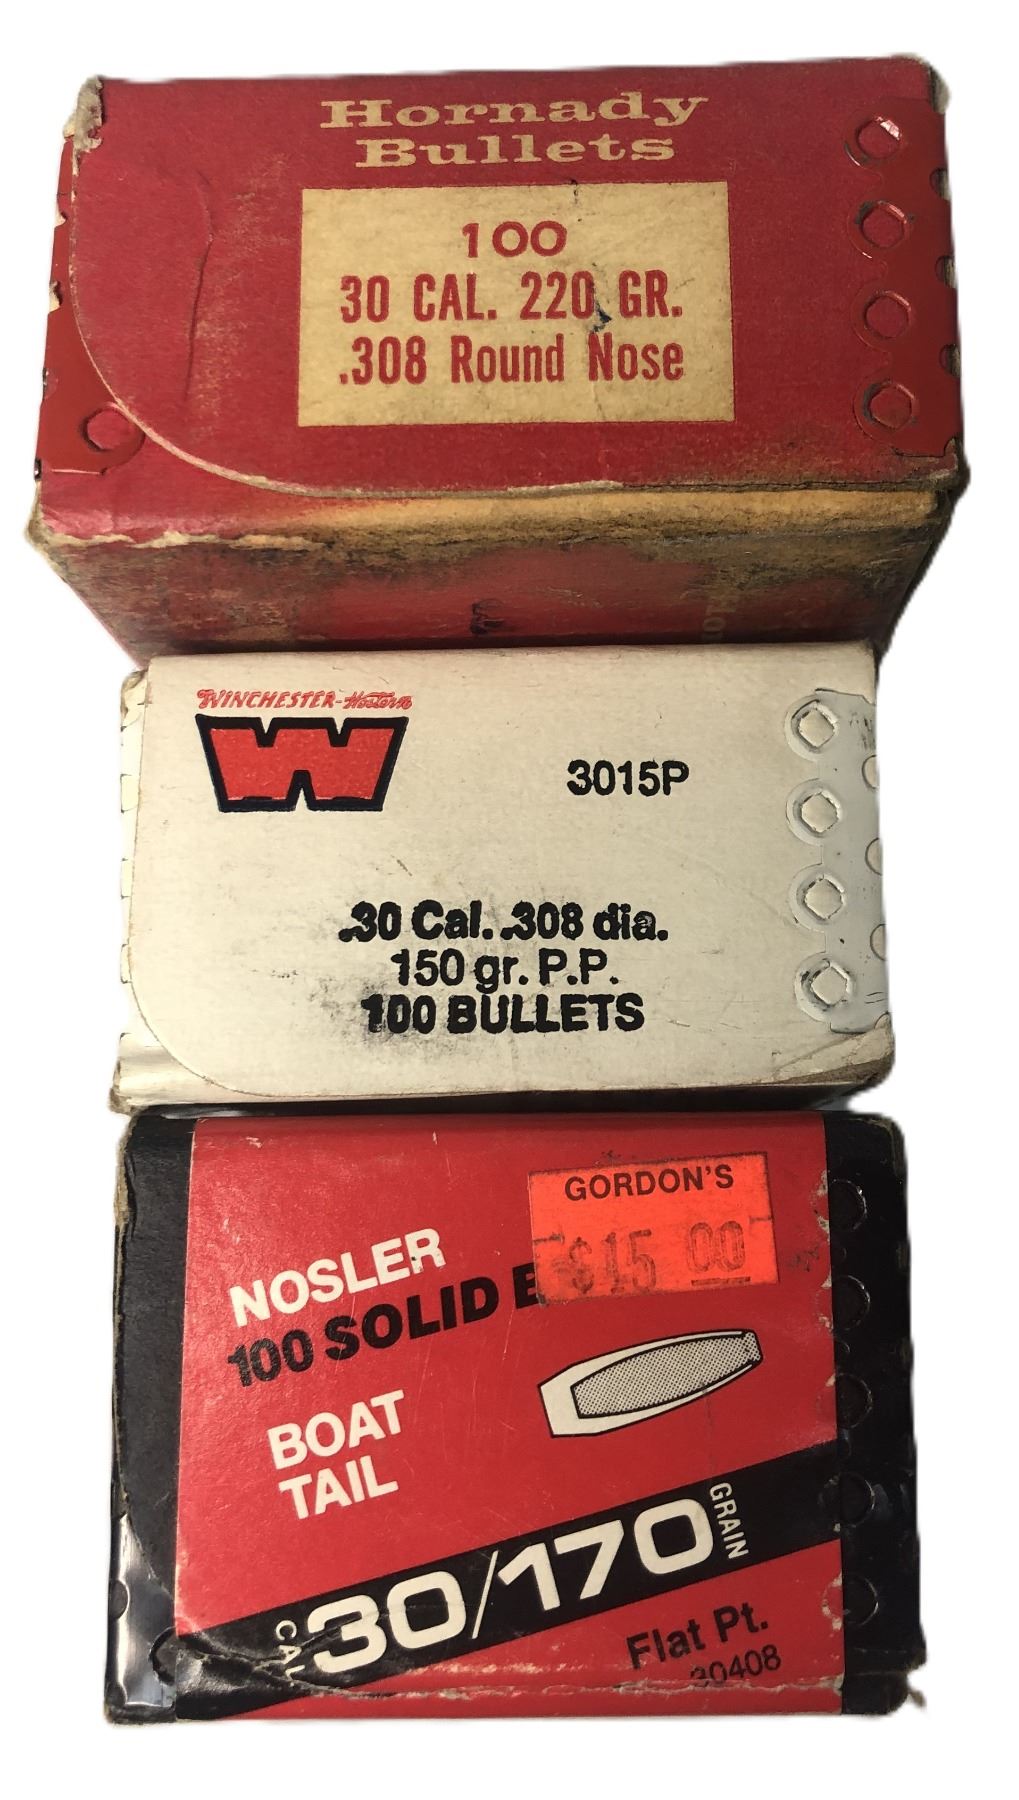 Hornady
Bullets
100
30 CAL. 220 GR.
.308 Round Nose
WINCHESTER-Western
W
3015P
.30 Cal. .308 dia.
150 gr. P.P.
100 BULLETS
GORDON'S
$15 00
NOSLER
100 SOLID B
BOAT
TAIL
CAL 30/170 GRAIN
Flat Pt.
30408